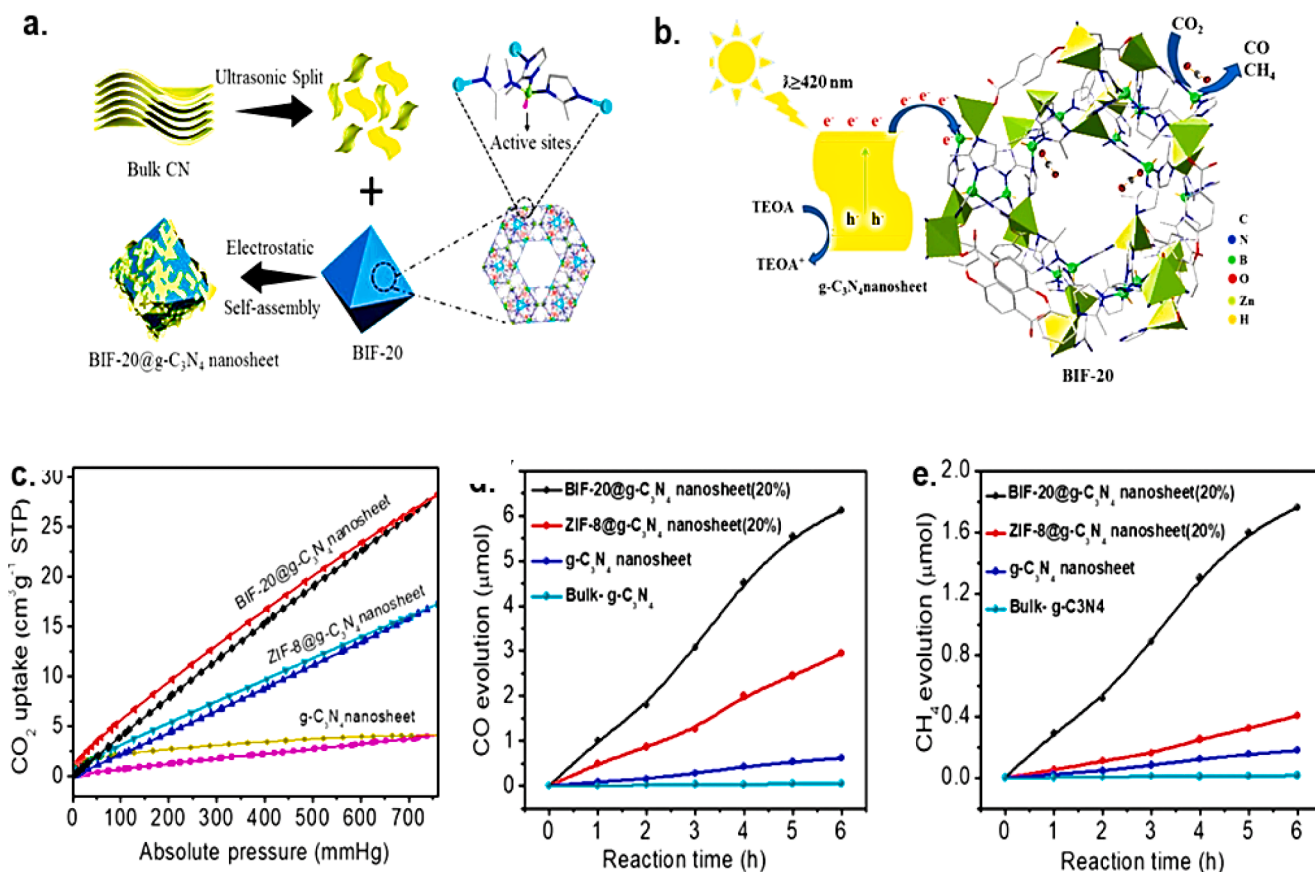 a.
Ultrasonic Split
Bulk CN
Active sites
+
Electrostatic
Self-assembly
BIF-20@g-C₃N₄ nanosheet
BIF-20
b.
ξ≥420 nm
e⁻ e⁻ e⁻
e⁻ e⁻ e⁻
e⁻
h⁻ h⁻
TEOA
TEOA⁺
g-C₃N₄nanosheet
CO₂
CO
CH₄
C
N
B
O
Zn
H
BIF-20
c.
CO₂ uptake (cm³g⁻¹ STP)
30
25
20
15
10
5
0
BIF-20@g-C₃N₄ nanosheet
ZIF-8@g-C₃N₄nanosheet
g-C₃N₄nanosheet
0 100 200 300 400 500 600 700
Absolute pressure (mmHg)
CO evolution (μmol)
7
6
5
4
3
2
1
0
BIF-20@g-C₃N₄ nanosheet(20%)
ZIF-8@g-C₃N₄ nanosheet(20%)
g-C₃N₄ nanosheet
Bulk- g-C₃N₄
0 1 2 3 4 5 6
Reaction time (h)
e.
CH₄ evolution (μmol)
2.0
1.6
1.2
0.8
0.4
0.0
BIF-20@g-C₃N₄ nanosheet(20%)
ZIF-8@g-C₃N₄ nanosheet(20%)
g-C₃N₄ nanosheet
Bulk- g-C3N4
0 1 2 3 4 5 6
Reaction time (h)